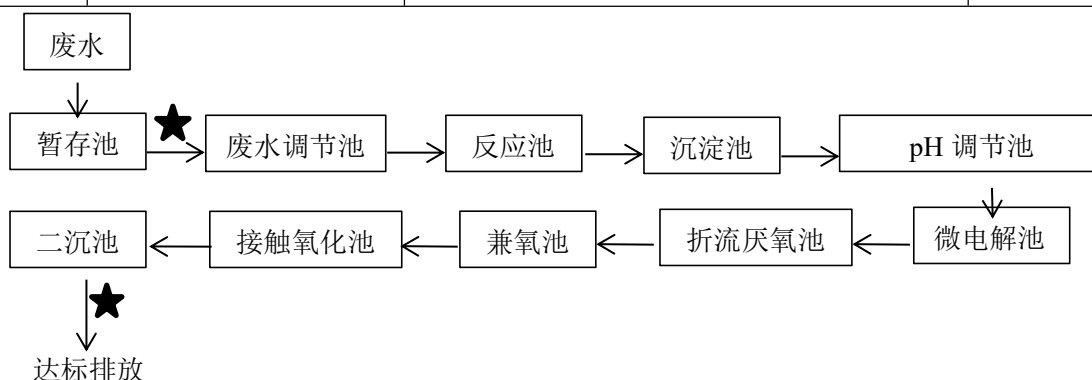 废水
暂存池
废水调节池
反应池
沉淀池
pH 调节池
微电解池
折流厌氧池
兼氧池
接触氧化池
二沉池
达标排放